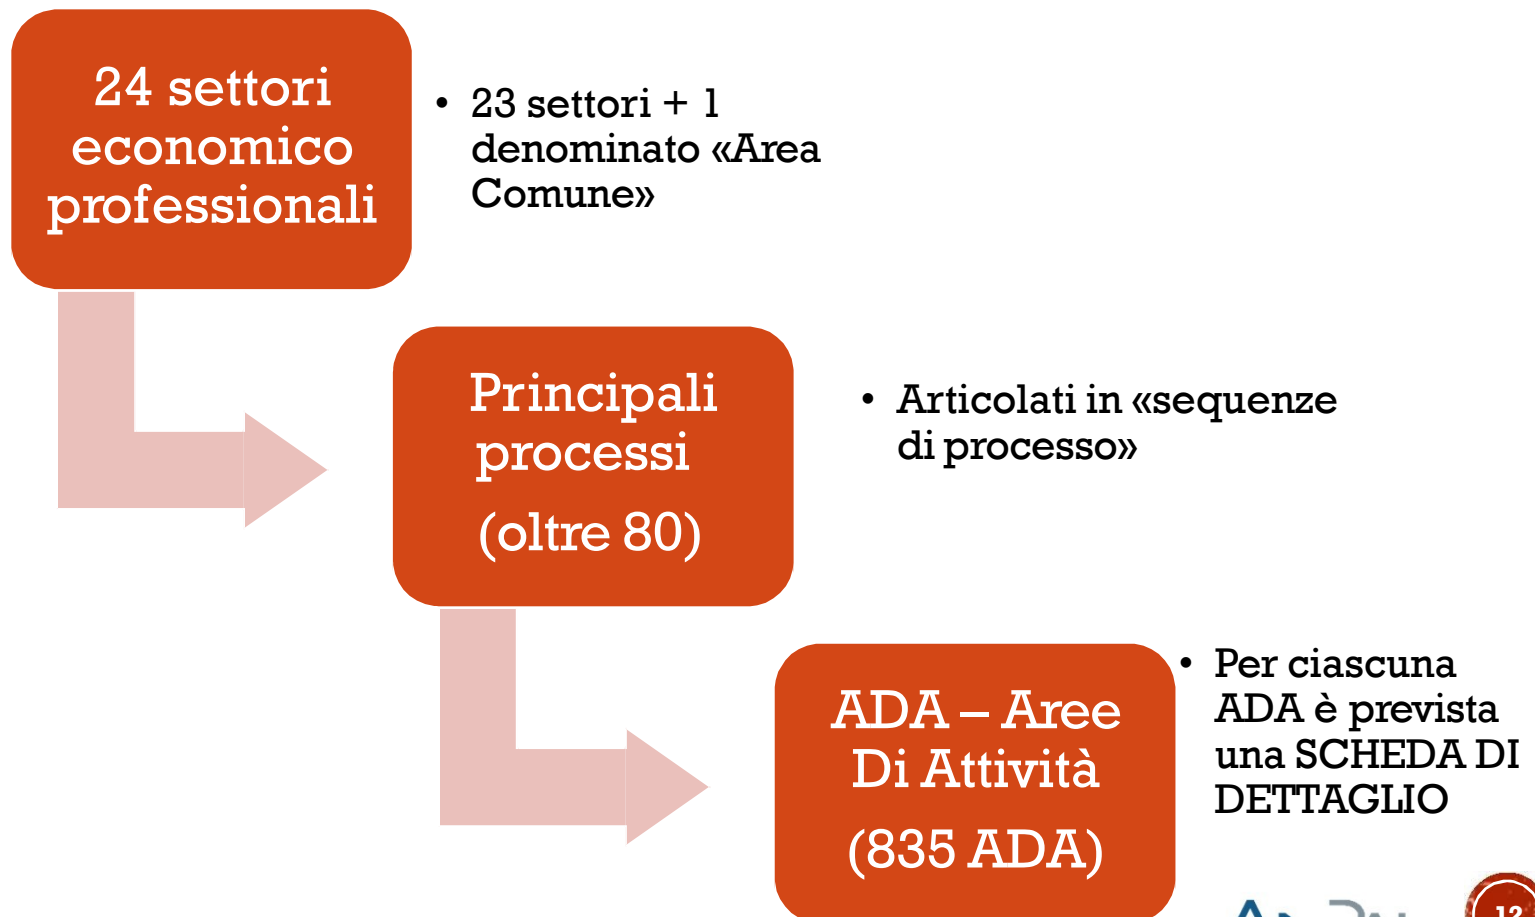 24 settori
economico
professionali
• 23 settori + 1
denominato «Area
Comune»
Principali
processi
(oltre 80)
• Articolati in «sequenze
di processo»
ADA – Aree
Di Attività
(835 ADA)
• Per ciascuna
ADA è prevista
una SCHEDA DI
DETTAGLIO
12